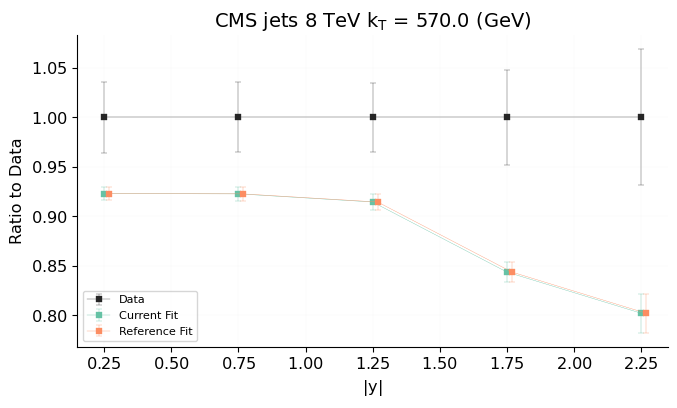 CMS jets 8 TeV k_T = 570.0 (GeV)
Ratio to Data
1.05
1.00
0.95
0.90
0.85
0.80
Data
Current Fit
Reference Fit
0.25 0.50 0.75 1.00 1.25 1.50 1.75 2.00 2.25
|y|